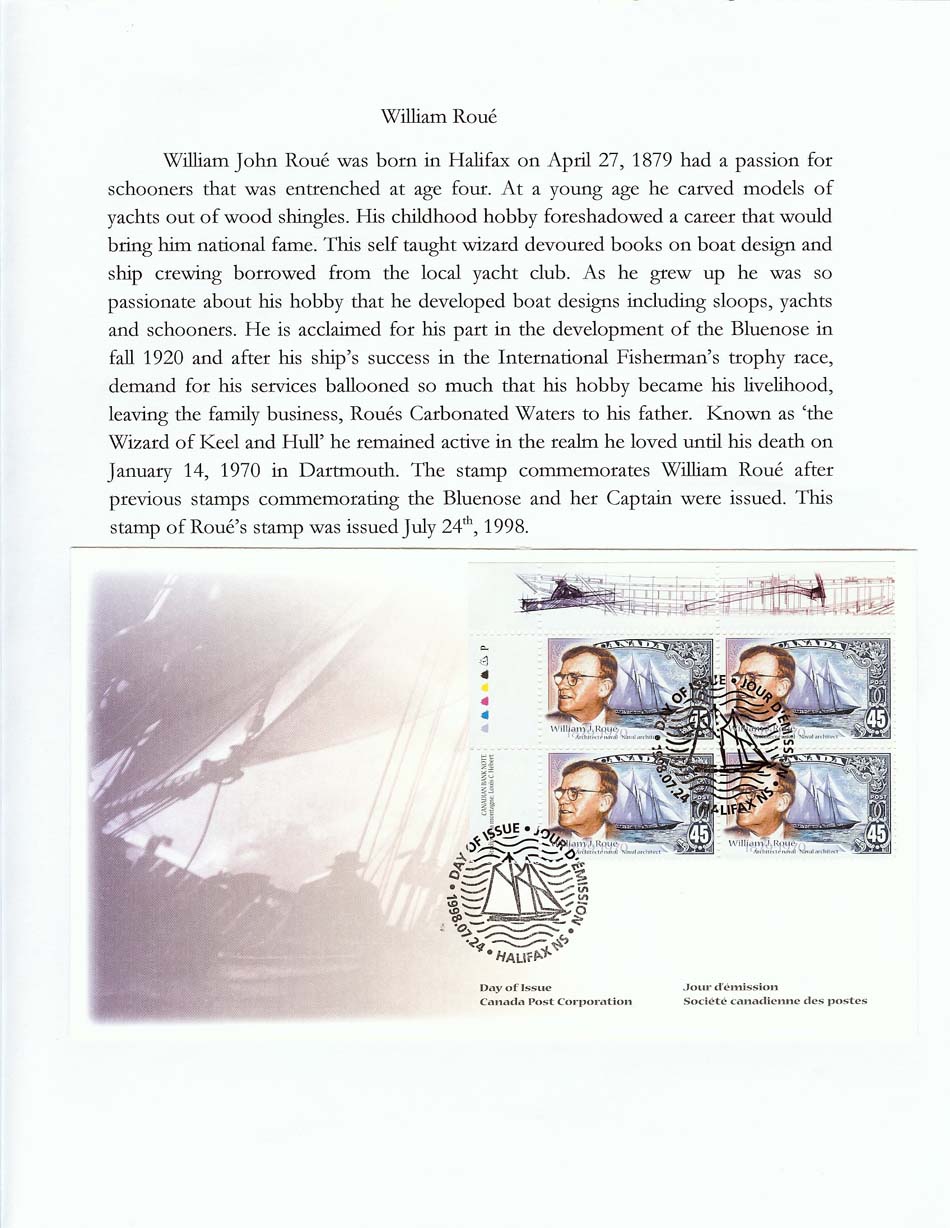 William Roué
William John Roué was born in Halifax on April 27, 1879 had a passion for
schooners that was entrenched at age four. At a young age he carved models of
yachts out of wood shingles. His childhood hobby foreshadowed a career that would
bring him national fame. This self taught wizard devoured books on boat design and
ship crewing borrowed from the local yacht club. As he grew up he was so
passionate about his hobby that he developed boat designs including sloops, yachts
and schooners. He is acclaimed for his part in the development of the Bluenose in
fall 1920 and after his ship's success in the International Fisherman's trophy race,
demand for his services ballooned so much that his hobby became his livelihood,
leaving the family business, Roués Carbonated Waters to his father. Known as 'the
Wizard of Keel and Hull' he remained active in the realm he loved until his death on
January 14, 1970 in Dartmouth. The stamp commemorates William Roué after
previous stamps commemorating the Bluenose and her Captain were issued. This
stamp of Roué's stamp was issued July 24th, 1998.
P
CANADA
POST
45
William J. Roué
Architecte naval Naval architect
CANADA
POST
45
Architecte naval Naval architect
DAY OF ISSUE • JOUR D'ÉMISSION
1998.07.24 • HALIFAX NS
CANADIAN BANK NOTE
montage: Louis C. Hébert
45
William J. Roué
Architecte naval Naval architect
POST
45
William J. Roué
Architecte naval Naval architect
DAY OF ISSUE • JOUR D'ÉMISSION
1998.07.24 • HALIFAX NS
Day of Issue
Canada Post Corporation
Jour d'émission
Société canadienne des postes